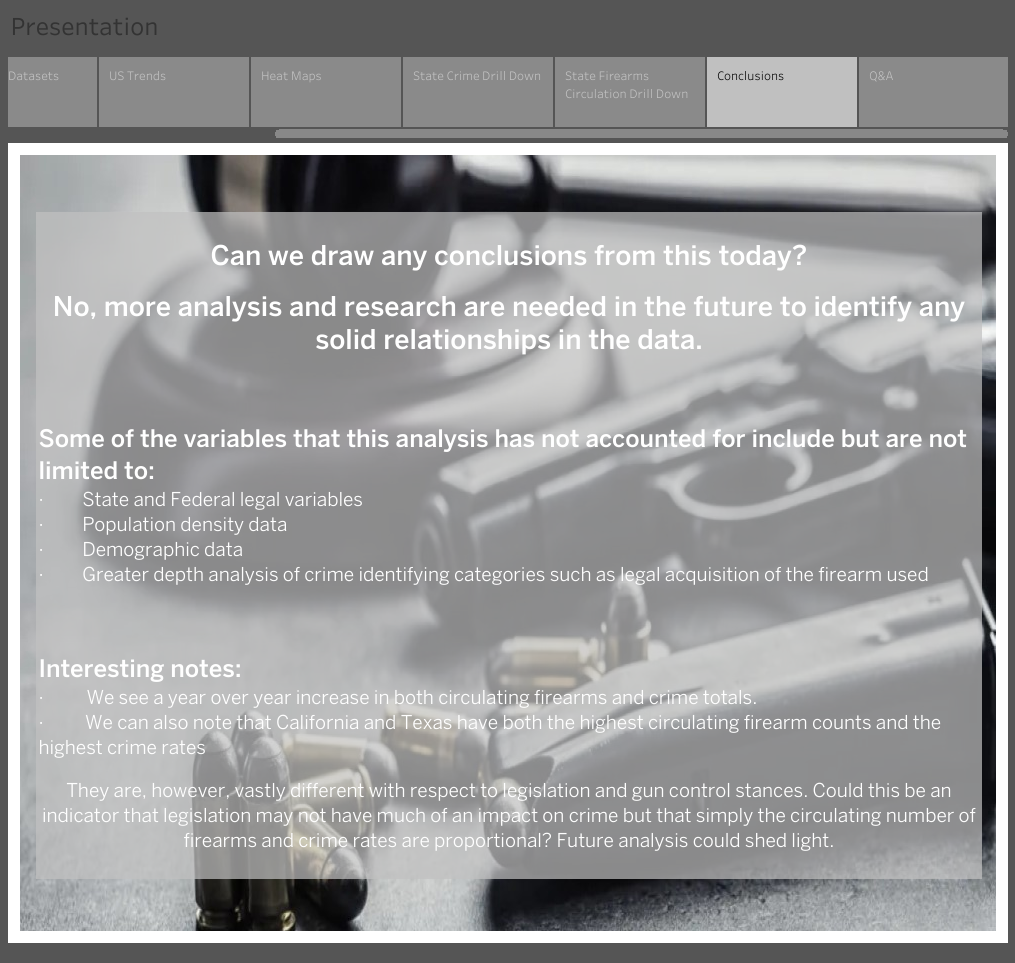 Presentation
Datasets
US Trends
Heat Maps
State Crime Drill Down
State Firearms
Circulation Drill Down
Conclusions
Q&A
Can we draw any conclusions from this today?
No, more analysis and research are needed in the future to identify any
solid relationships in the data.
Some of the variables that this analysis has not accounted for include but are not
limited to:
· State and Federal legal variables
· Population density data
· Demographic data
· Greater depth analysis of crime identifying categories such as legal acquisition of the firearm used
Interesting notes:
· We see a year over year increase in both circulating firearms and crime totals.
· We can also note that California and Texas have both the highest circulating firearm counts and the
highest crime rates
They are, however, vastly different with respect to legislation and gun control stances. Could this be an
indicator that legislation may not have much of an impact on crime but that simply the circulating number of
firearms and crime rates are proportional? Future analysis could shed light.